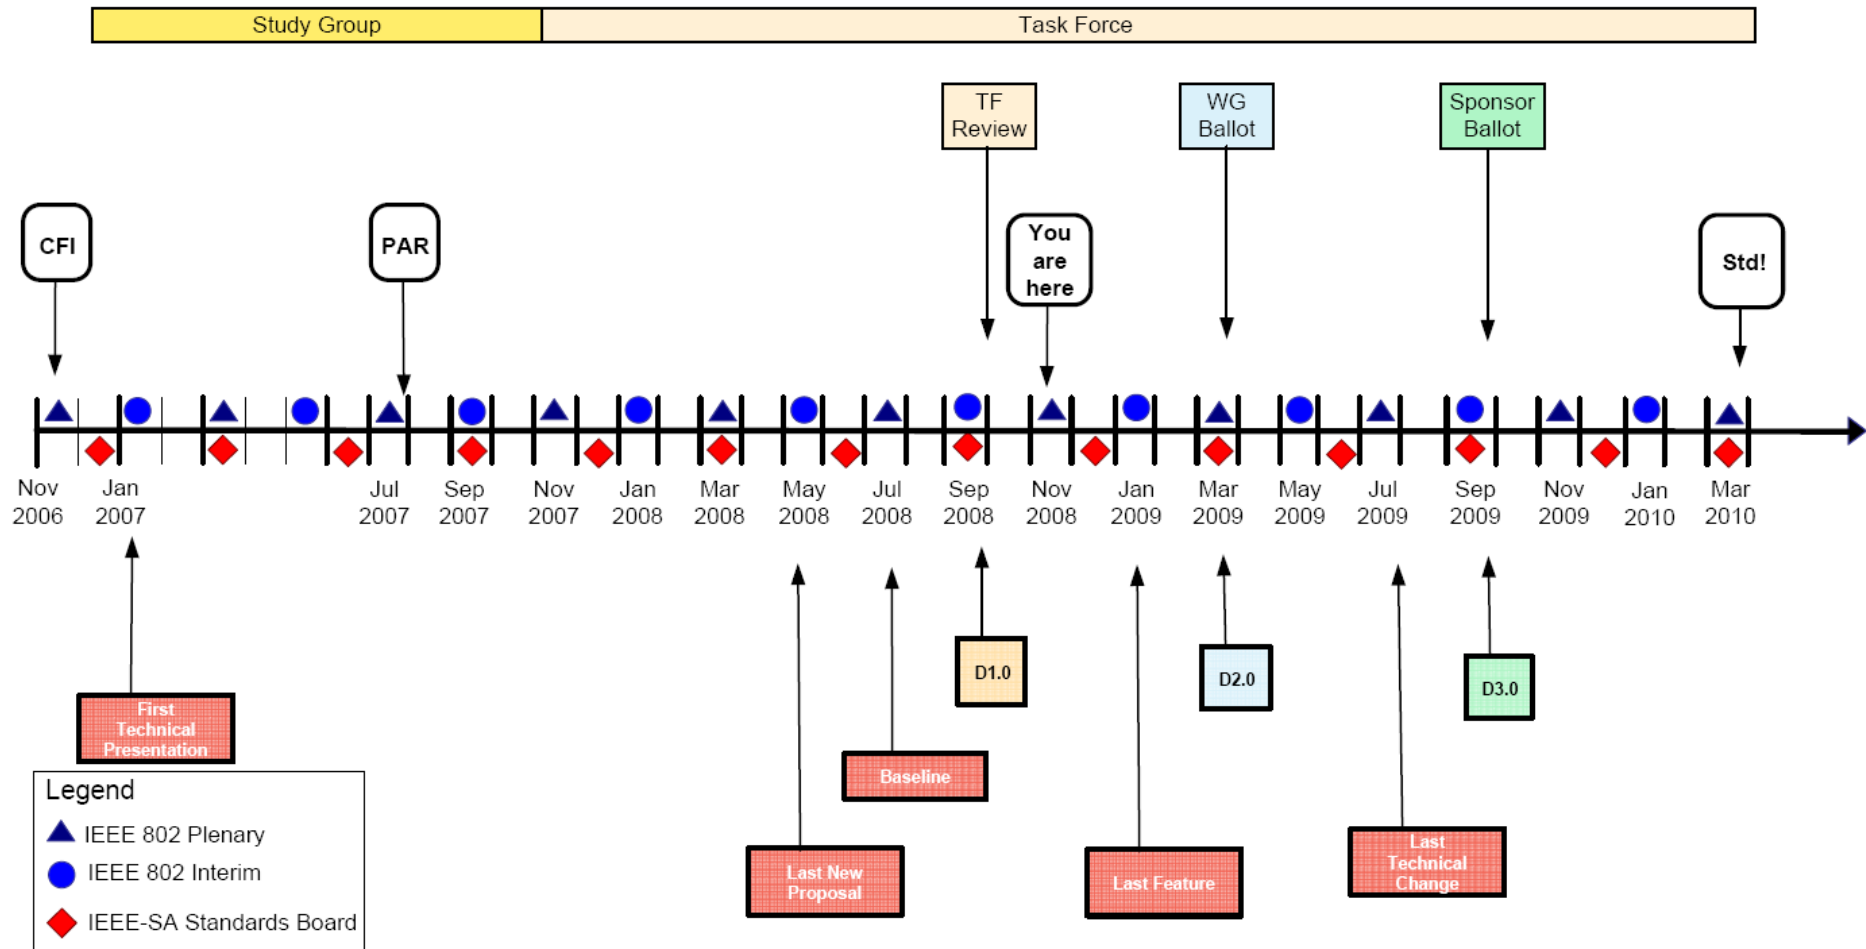 Study Group
Task Force
TF
Review
WG
Ballot
Sponsor
Ballot
CFI
PAR
You
are
here
Std!
Nov
2006
Jan
2007
Jul
2007
Sep
2007
Nov
2007
Jan
2008
Mar
2008
May
2008
Jul
2008
Sep
2008
Nov
2008
Jan
2009
Mar
2009
May
2009
Jul
2009
Sep
2009
Nov
2009
Jan
2010
Mar
2010
First
Technical
Presentation
Last New
Proposal
Baseline
D1.0
Last Feature
D2.0
Last
Technical
Change
D3.0
Legend
IEEE 802 Plenary
IEEE 802 Interim
IEEE-SA Standards Board